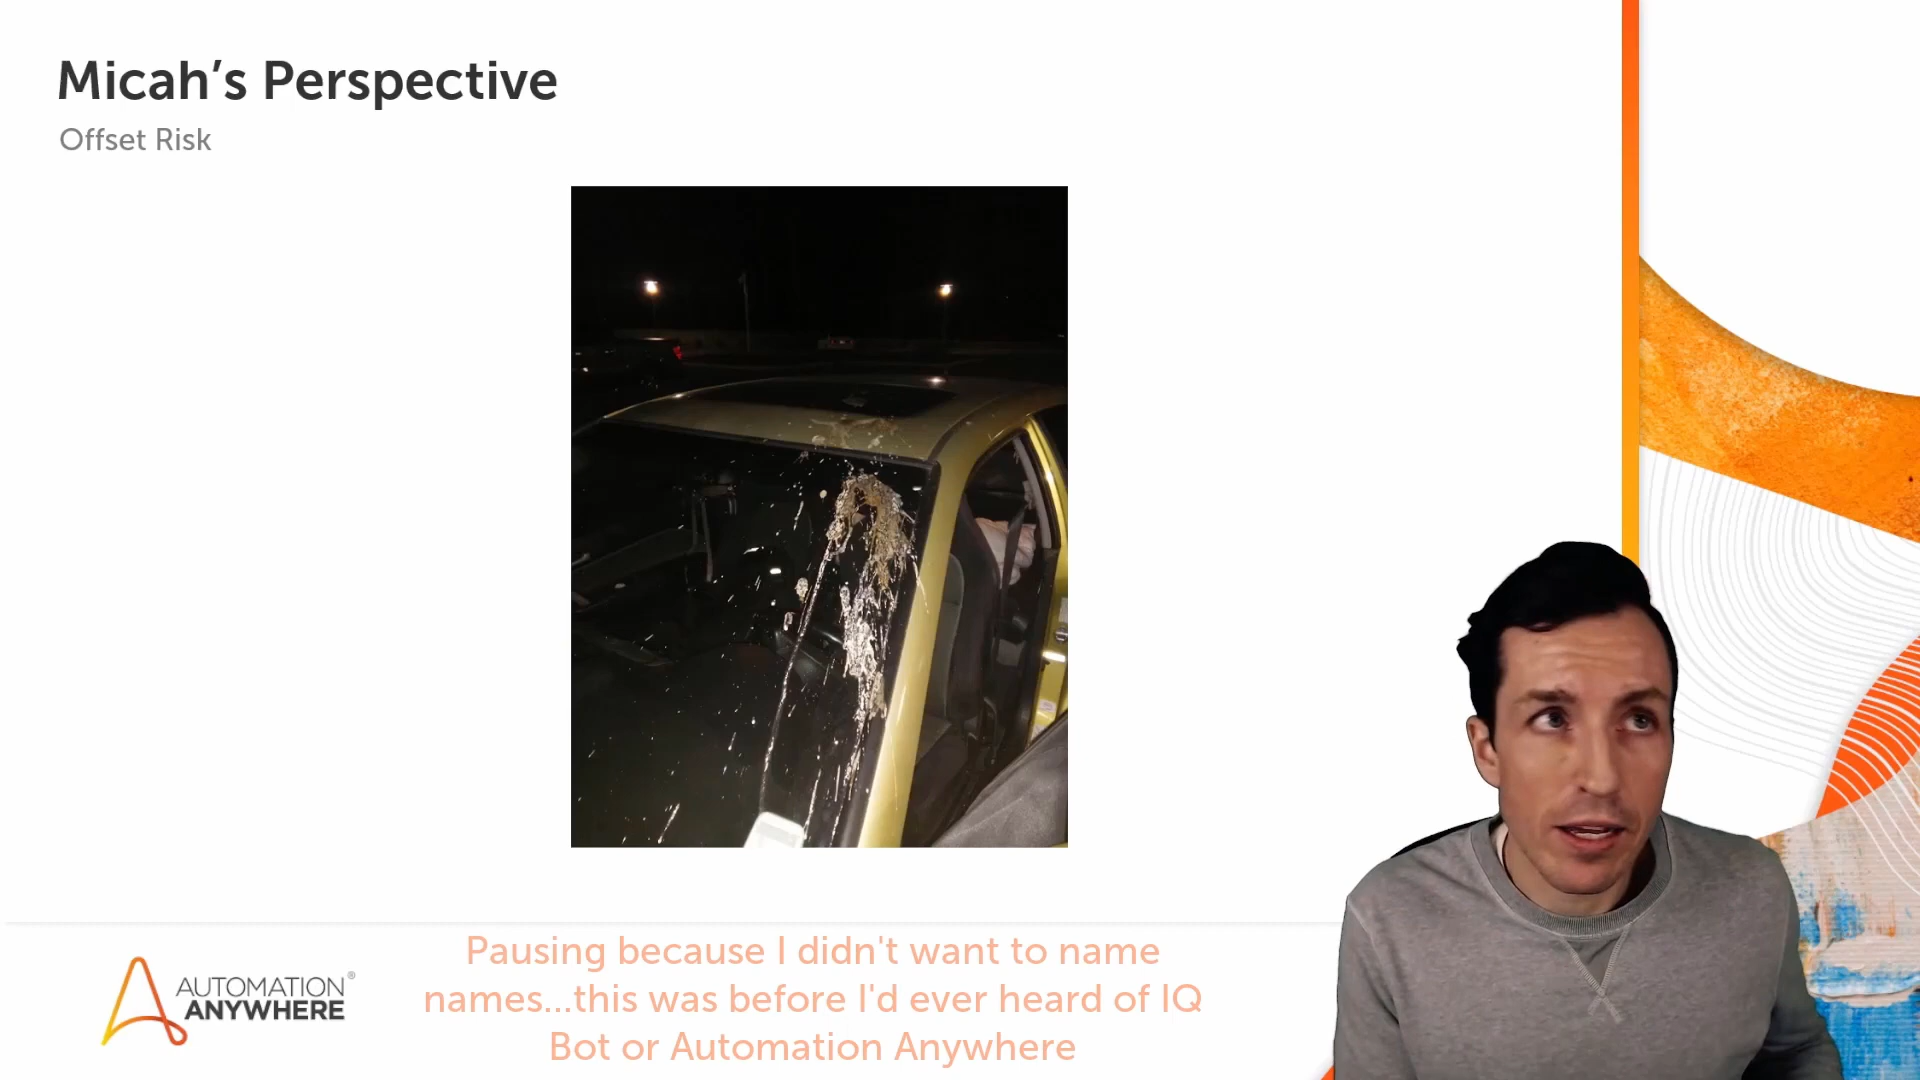 Micah’s Perspective
Offset Risk
AUTOMATION®
ANYWHERE
Pausing because I didn't want to name
names...this was before I'd ever heard of IQ
Bot or Automation Anywhere